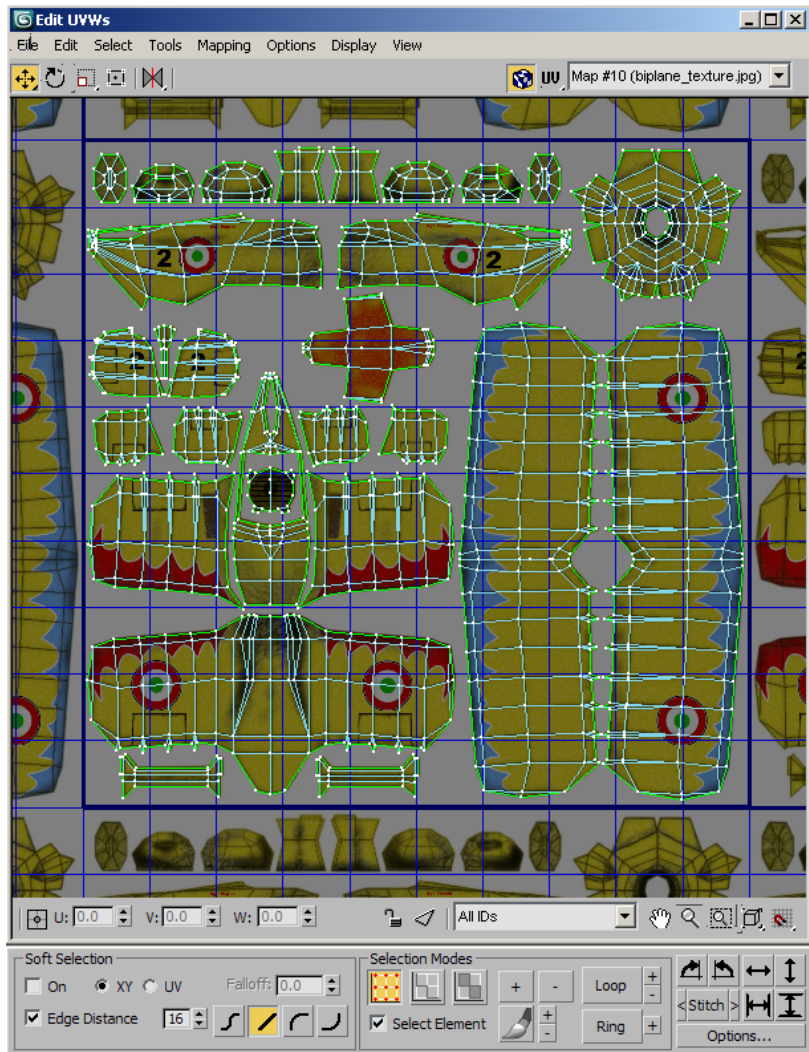 Edit UVWs
File Edit Select Tools Mapping Options Display View
UV Map #10 (biplane_texture.jpg)
2 2
2 2
U: 0.0 V: 0.0 W: 0.0 All IDs
Soft Selection Selection Modes
On XY UV Falloff: 0.0 + - Loop + -
Edge Distance 16 Select Element + - Ring + <Stitch >
Options...